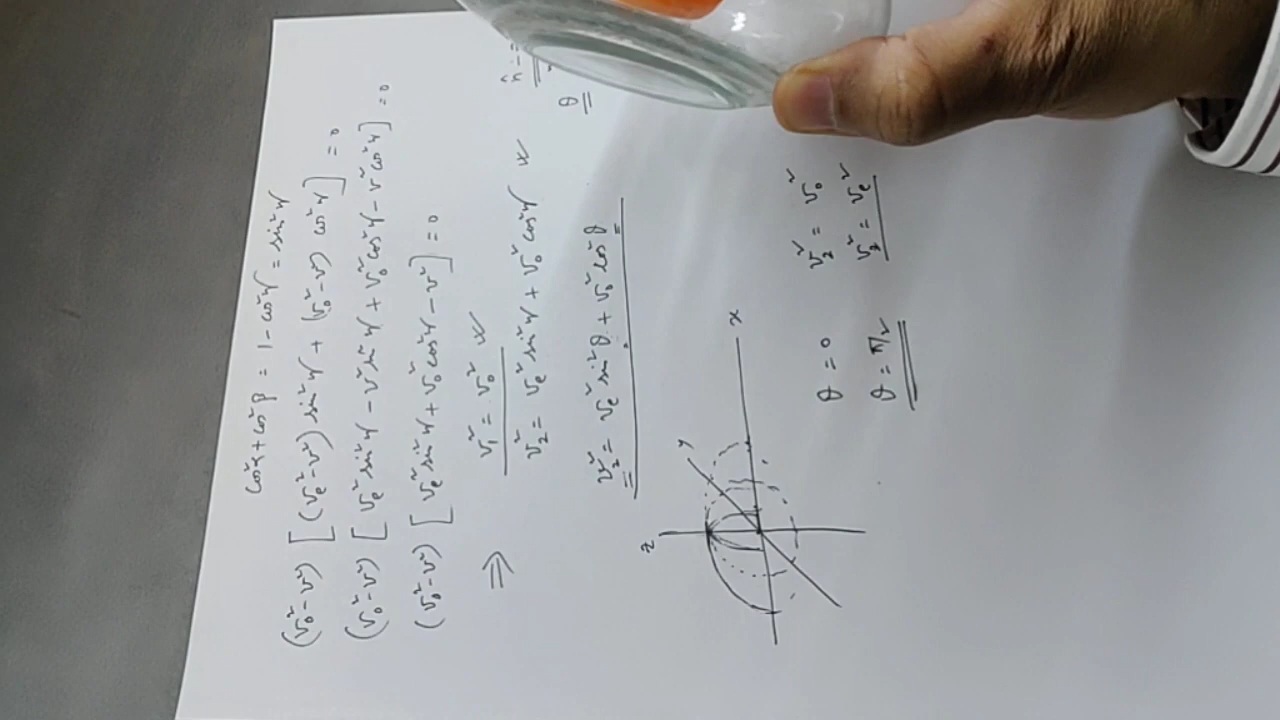 cos²α + cos²β = 1 - cos²γ = sin²γ
(v₀² - v²) [(vₑ² - v²) sin²γ + (v₀² - v²) cos²γ] = 0
(v₀² - v²) [vₑ² sin²γ - v² sin²γ + v₀² cos²γ - v² cos²γ] = 0
(v₀² - v²) [vₑ² sin²γ + v₀² cos²γ - v²] = 0
⇒ v₁² = v₀²
v₂² = vₑ² sin²γ + v₀² cos²γ
θ
v₂² = vₑ² sin²θ + v₀² cos²θ
z y x
θ = 0 v₂² = v₀²
θ = π/2 v₂² = vₑ²